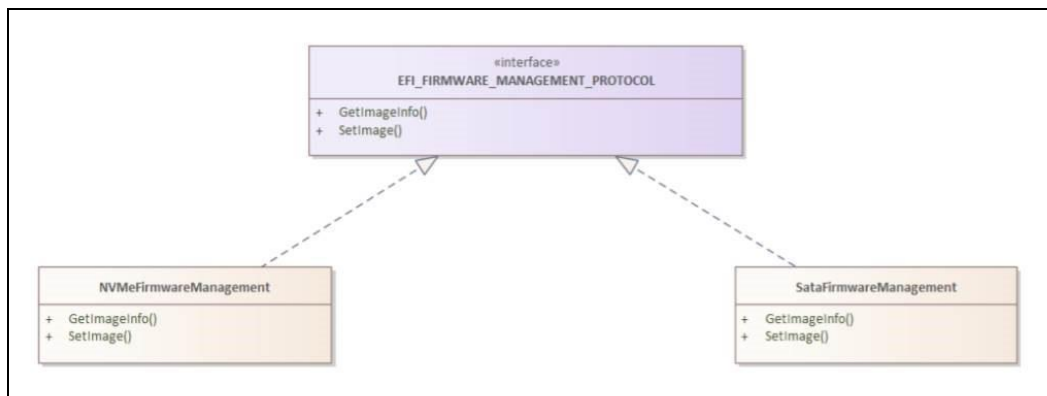 «interface»
EFI_FIRMWARE_MANAGEMENT_PROTOCOL
+ GetImageInfo()
+ SetImage()
NVMeFirmwareManagement
+ GetImageInfo()
+ SetImage()
SataFirmwareManagement
+ GetImageInfo()
+ SetImage()